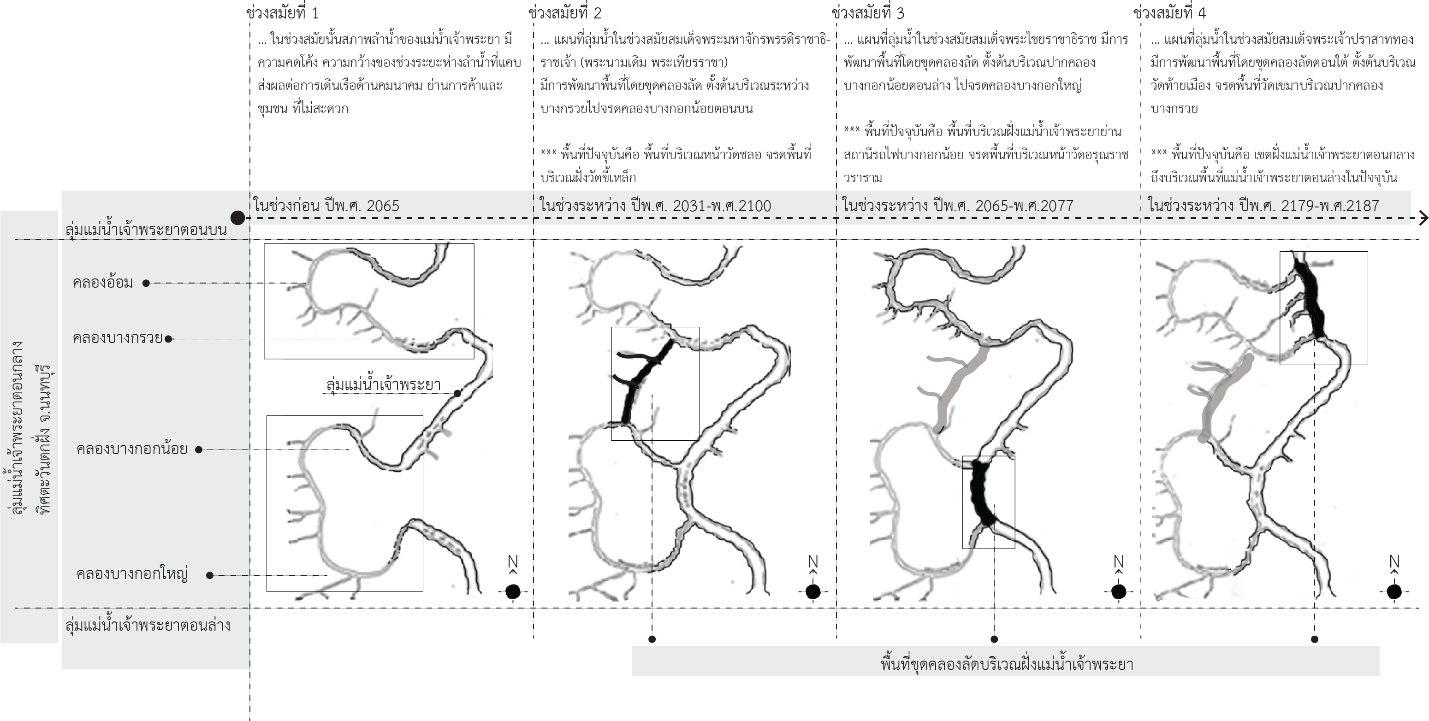 ช่วงสมัยที่ 1
... ในช่วงสมัยนั้นสภาพลำน้ำของแม่น้ำเจ้าพระยา มี
ความคดโค้ง ความกว้างของช่วงระยะห่างลำน้ำที่แคบ
ส่งผลต่อการเดินเรือด้านคมนาคม ย่านการค้าและ
ชุมชน ที่ไม่สะดวก
ช่วงสมัยที่ 2
... แผนที่ลุ่มน้ำในช่วงสมัยสมเด็จพระมหาจักรพรรดิราชาธิ-
ราชเจ้า (พระนามเดิม พระเทียรราชา)
มีการพัฒนาพื้นที่โดยขุดคลองลัด ตั้งต้นบริเวณระหว่าง
บางกรวยไปจรดคลองบางกอกน้อยตอนบน
*** พื้นที่ปัจจุบันคือ พื้นที่บริเวณหน้าวัดชลอ จรดพื้นที่
บริเวณฝั่งวัดขี้เหล็ก
ช่วงสมัยที่ 3
... แผนที่ลุ่มน้ำในช่วงสมัยสมเด็จพระไชยราชาธิราช มีการ
พัฒนาพื้นที่โดยขุดคลองลัด ตั้งต้นบริเวณปากคลอง
บางกอกน้อยตอนล่าง ไปจรดคลองบางกอกใหญ่
*** พื้นที่ปัจจุบันคือ พื้นที่บริเวณฝั่งแม่น้ำเจ้าพระยาย่าน
สถานีรถไฟบางกอกน้อย จรดพื้นที่บริเวณหน้าวัดอรุณราช
วราราม
ช่วงสมัยที่ 4
... แผนที่ลุ่มน้ำในช่วงสมัยสมเด็จพระเจ้าปราสาททอง
มีการพัฒนาพื้นที่โดยขุดคลองลัดตอนใต้ ตั้งต้นบริเวณ
วัดท้ายเมือง จรดพื้นที่วัดเขมาบริเวณปากคลอง
บางกรวย
*** พื้นที่ปัจจุบันคือ เขตฝั่งแม่น้ำเจ้าพระยาตอนกลาง
ถึงบริเวณพื้นที่แม่น้ำเจ้าพระยาตอนล่างในปัจจุบัน
ในช่วงก่อน ปีพ.ศ. 2065
ในช่วงระหว่าง ปีพ.ศ. 2031-พ.ศ.2100
ในช่วงระหว่าง ปีพ.ศ. 2065-พ.ศ.2077
ในช่วงระหว่าง ปีพ.ศ. 2179-พ.ศ.2187
ลุ่มแม่น้ำเจ้าพระยาตอนบน
คลองอ้อม
คลองบางกรวย
ลุ่มแม่น้ำเจ้าพระยา
คลองบางกอกน้อย
คลองบางกอกใหญ่
ลุ่มแม่น้ำเจ้าพระยาตอนล่าง
ลุ่มแม่น้ำเจ้าพระยาตอนกลาง
ทิศตะวันตกฝั่ง จ.นนทบุรี
N
N
N
N
พื้นที่ขุดคลองลัดบริเวณฝั่งแม่น้ำเจ้าพระยา